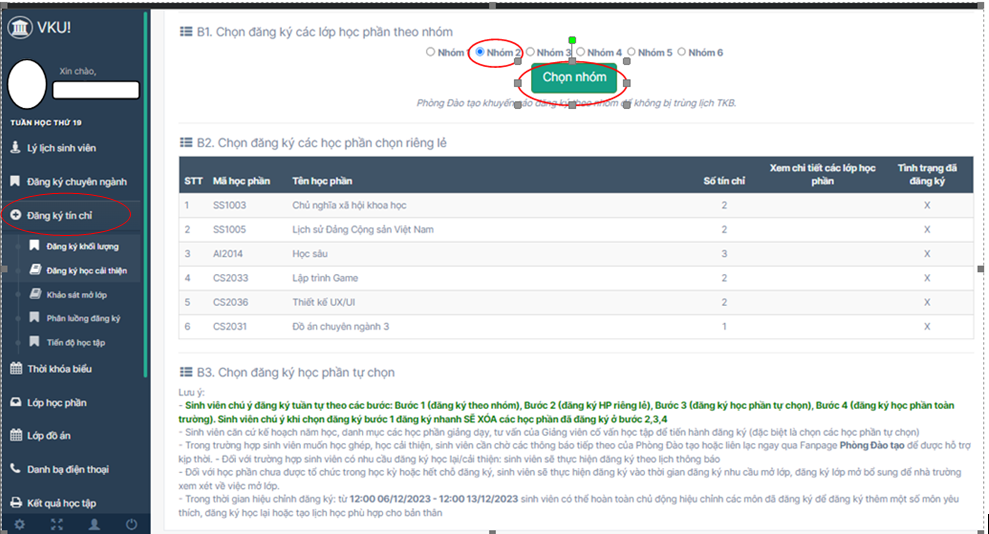 VKU!
Xin chào,
TUẦN HỌC THỨ 19
Lý lịch sinh viên
Đăng ký chuyên ngành
Đăng ký tín chỉ
Đăng ký khối lượng
Đăng ký học cải thiện
Khảo sát mở lớp
Phân luồng đăng ký
Tiến độ học tập
Thời khóa biểu
Lớp học phần
Lớp đồ án
Danh bạ điện thoại
Kết quả học tập
B1. Chọn đăng ký các lớp học phần theo nhóm
Nhóm 1 Nhóm 2 Nhóm 3 Nhóm 4 Nhóm 5 Nhóm 6
Chọn nhóm
Phòng Đào tạo khuyến cáo đăng ký theo nhóm để không bị trùng lịch TKB.
B2. Chọn đăng ký các học phần chọn riêng lẻ
STT Mã học phần Tên học phần Số tín chỉ Xem chi tiết các lớp học phần Tình trạng đã đăng ký
1 SS1003 Chủ nghĩa xã hội khoa học 2 X
2 SS1005 Lịch sử Đảng Cộng sản Việt Nam 2 X
3 AI2014 Học sâu 3 X
4 CS2033 Lập trình Game 2 X
5 CS2036 Thiết kế UX/UI 2 X
6 CS2031 Đồ án chuyên ngành 3 1 X
B3. Chọn đăng ký học phần tự chọn
Lưu ý:
- Sinh viên chú ý đăng ký tuần tự theo các bước: Bước 1 (đăng ký theo nhóm), Bước 2 (đăng ký HP riêng lẻ), Bước 3 (đăng ký học phần tự chọn), Bước 4 (đăng ký học phần toàn
trường). Sinh viên chú ý khi chọn đăng ký bước 1 đăng ký nhanh SẼ XÓA các học phần đã đăng ký ở bước 2,3,4
- Sinh viên căn cứ kế hoạch năm học, danh mục các học phần giảng dạy, tư vấn của Giảng viên cố vấn học tập để tiến hành đăng ký (đặc biệt là chọn các học phần tự chọn)
- Trong trường hợp sinh viên muốn học ghép, học cải thiện, sinh viên cần chờ các thông báo tiếp theo của Phòng Đào tạo hoặc liên lạc ngay qua Fanpage Phòng Đào tạo để được hỗ trợ
kịp thời. - Đối với trường hợp sinh viên có nhu cầu đăng ký học lại/cải thiện: sinh viên sẽ thực hiện đăng ký theo lịch thông báo
- Đối với học phần chưa được tổ chức trong học kỳ hoặc hết chỗ đăng ký, sinh viên sẽ thực hiện đăng ký vào thời gian đăng ký nhu cầu mở lớp, đăng ký lớp mở bổ sung để nhà trường
xem xét về việc mở lớp.
- Trong thời gian hiệu chỉnh đăng ký: từ 12:00 06/12/2023 - 12:00 13/12/2023 sinh viên có thể hoàn toàn chủ động hiệu chỉnh các môn đã đăng ký để đăng ký thêm một số môn yêu
thích, đăng ký học lại hoặc tạo lịch học phù hợp cho bản thân